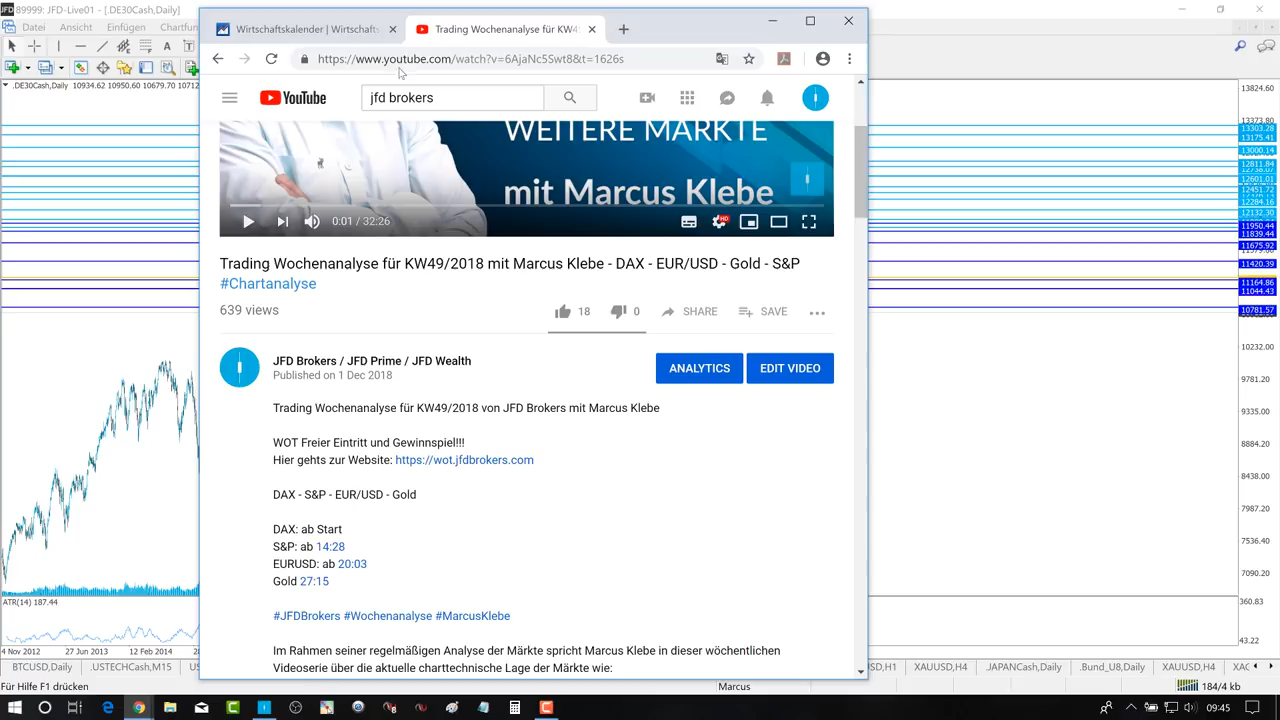 JFD 89999: JFD-Live01 - [.DE30Cash,Daily]
Datei Ansicht Einfügen Chartfun
.DE30Cash,Daily 10934.62 10950.10 10679.70 10712
Wirtschaftskalender | Wirtschafts
Trading Wochenanalyse für KW49
https://www.youtube.com/watch?v=6AjaNc5Swt8&t=1626s
YouTube
jfd brokers
WEITERE MÄRKTE
mit Marcus Klebe
0:01 / 32:26
HD
Trading Wochenanalyse für KW49/2018 mit Marcus Klebe - DAX - EUR/USD - Gold - S&P
#Chartanalyse
639 views
18 0 SHARE SAVE
JFD Brokers / JFD Prime / JFD Wealth
Published on 1 Dec 2018
ANALYTICS EDIT VIDEO
Trading Wochenanalyse für KW49/2018 von JFD Brokers mit Marcus Klebe
WOT Freier Eintritt und Gewinnspiel!!!
Hier gehts zur Website: https://wot.jfdbrokers.com
DAX - S&P - EUR/USD - Gold
DAX: ab Start
S&P: ab 14:28
EURUSD: ab 20:03
Gold 27:15
#JFDBrokers #Wochenanalyse #MarcusKlebe
Im Rahmen seiner regelmäßigen Analyse der Märkte spricht Marcus Klebe in dieser wöchentlichen
Videoserie über die aktuelle charttechnische Lage der Märkte wie:
13824.60
13373.80
13303.28
13175.41
13000.14
12811.84
12601.01
12451.72
12284.16
12132.30
11950.44
11839.44
11675.92
11420.39
11164.86
11044.43
10781.57
10232.00
9781.20
9335.00
8884.20
8438.00
7987.20
7536.40
7090.20
360.83
43.22
ATR(14) 187.44
4 Nov 2012 27 Jun 2013 12 Feb 2014
BTCUSD,Daily .USTECHCash,M15 US SD,H1 XAUUSD,H4 .JAPANCash,Daily .Bund_U8,Daily XAUUSD,H4 XAG
Für Hilfe F1 drücken Marcus 184/4 kb
09:45